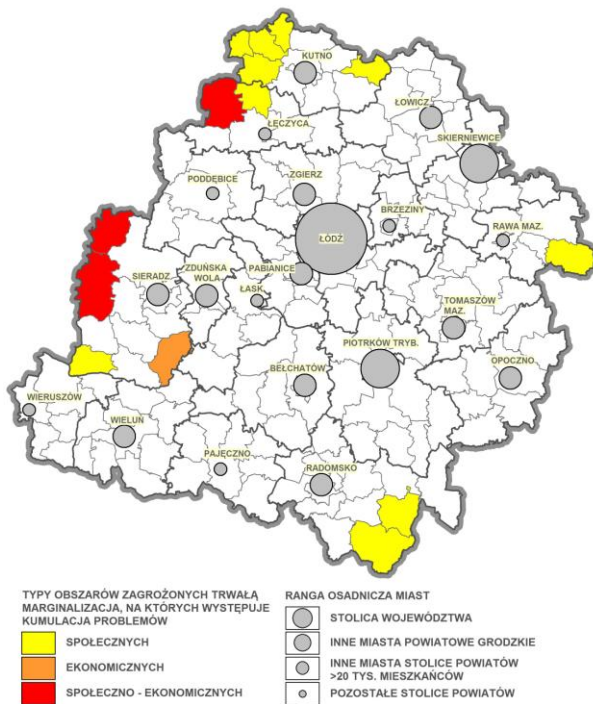 KUTNO
ŁOWICZ
SKIERNIEWICE
ŁĘCZYCA
PODDĘBICE
ZGIERZ
BRZEZINY
RAWA MAZ.
ŁÓDŹ
SIERADZ
ZDUŃSKA
WOLA
PABIANICE
ŁASK
TOMASZÓW
MAZ.
PIOTRKÓW TRYB.
OPOCZNO
BEŁCHATÓW
WIERUSZÓW
WIELUŃ
PAJĘCZNO
RADOMSKO
TYPY OBSZARÓW ZAGROŻONYCH TRWAŁĄ
MARGINALIZACJA, NA KTÓRYCH WYSTĘPUJE
KUMULACJA PROBLEMÓW
SPOŁECZNYCH
EKONOMICZNYCH
SPOŁECZNO - EKONOMICZNYCH
RANGA OSADNICZA MIAST
STOLICA WOJEWÓDZTWA
INNE MIASTA POWIATOWE GRODZKIE
INNE MIASTA STOLICE POWIATÓW
>20 TYS. MIESZKAŃCÓW
POZOSTAŁE STOLICE POWIATÓW